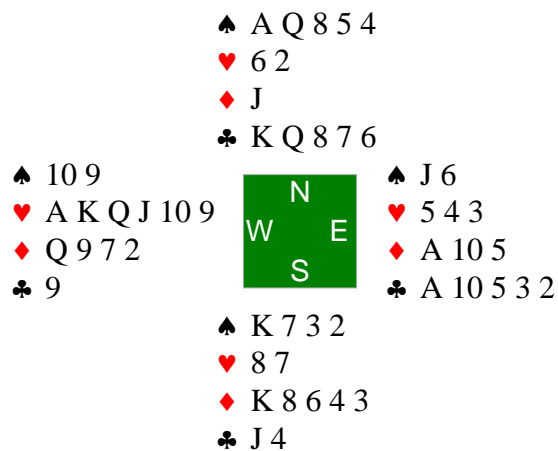 ♠ A Q 8 5 4
♥ 6 2
♦ J
♣ K Q 8 7 6
♠ 10 9
♥ A K Q J 10 9
♦ Q 9 7 2
♣ 9
N
W E
S
♠ J 6
♥ 5 4 3
♦ A 10 5
♣ A 10 5 3 2
♠ K 7 3 2
♥ 8 7
♦ K 8 6 4 3
♣ J 4